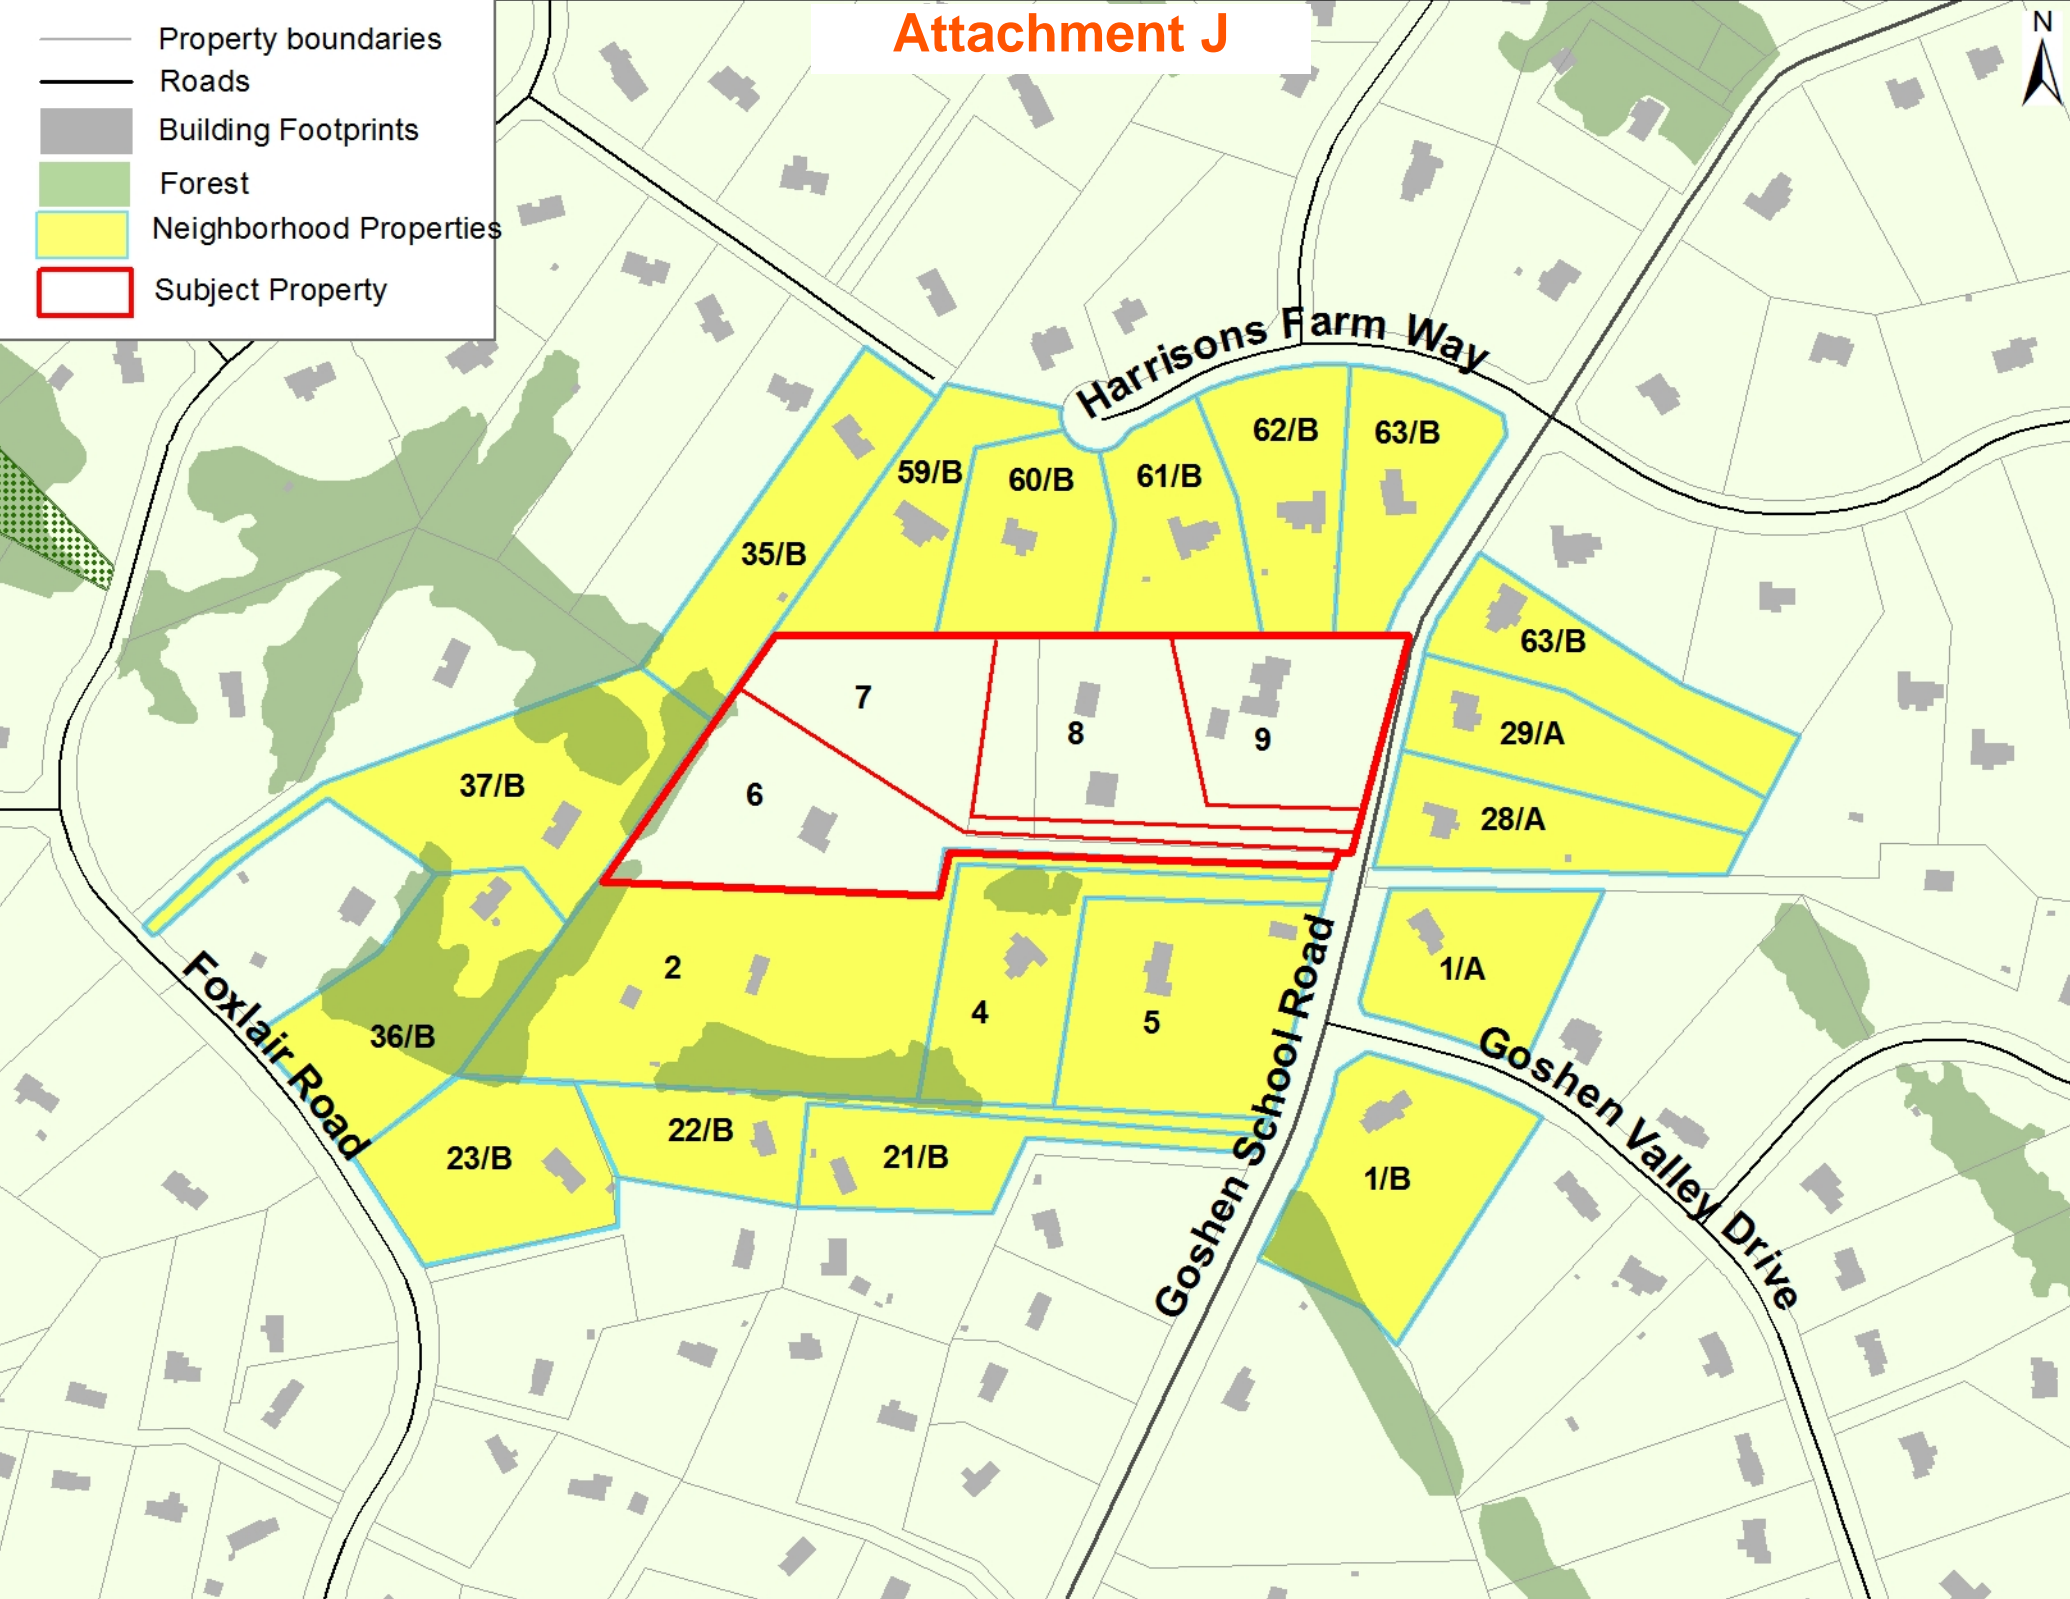 Attachment J
N
Property boundaries
Roads
Building Footprints
Forest
Neighborhood Properties
Subject Property
Harrisons Farm Way
62/B
63/B
59/B
60/B
61/B
35/B
63/B
7
8
9
29/A
37/B
6
28/A
2
4
5
1/A
Foxlair Road
36/B
Goshen School Road
Goshen Valley Drive
23/B
22/B
21/B
1/B